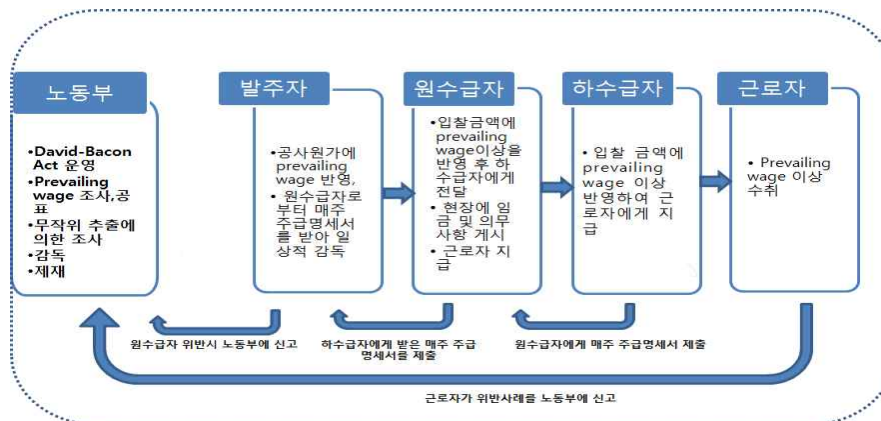 노동부
•David-Bacon
Act 운영
•Prevailing
wage 조사,공
표
•무작위 추출에
의한 조사
•감독
•제재
발주자
•공사원가에
prevailing
wage 반영,
• 원수급자로
부터 매주
주급명세서
를 받아 일
상적 감독
원수급자
•입찰금액에
prevailing
wage이상을
반영 후 하
수급자에게
전달
• 현장에 임
금 및 의무
사항 게시
• 근로자 지
급
하수급자
• 입찰 금액에
prevailing
wage 이상
반영하여 근
로자에게 지
급
근로자
• Prevailing
wage 이상
수취
원수급자 위반시 노동부에 신고
하수급자에게 받은 매주 주급
명세서를 제출
원수급자에게 매주 주급명세서 제출
근로자가 위반사례를 노동부에 신고